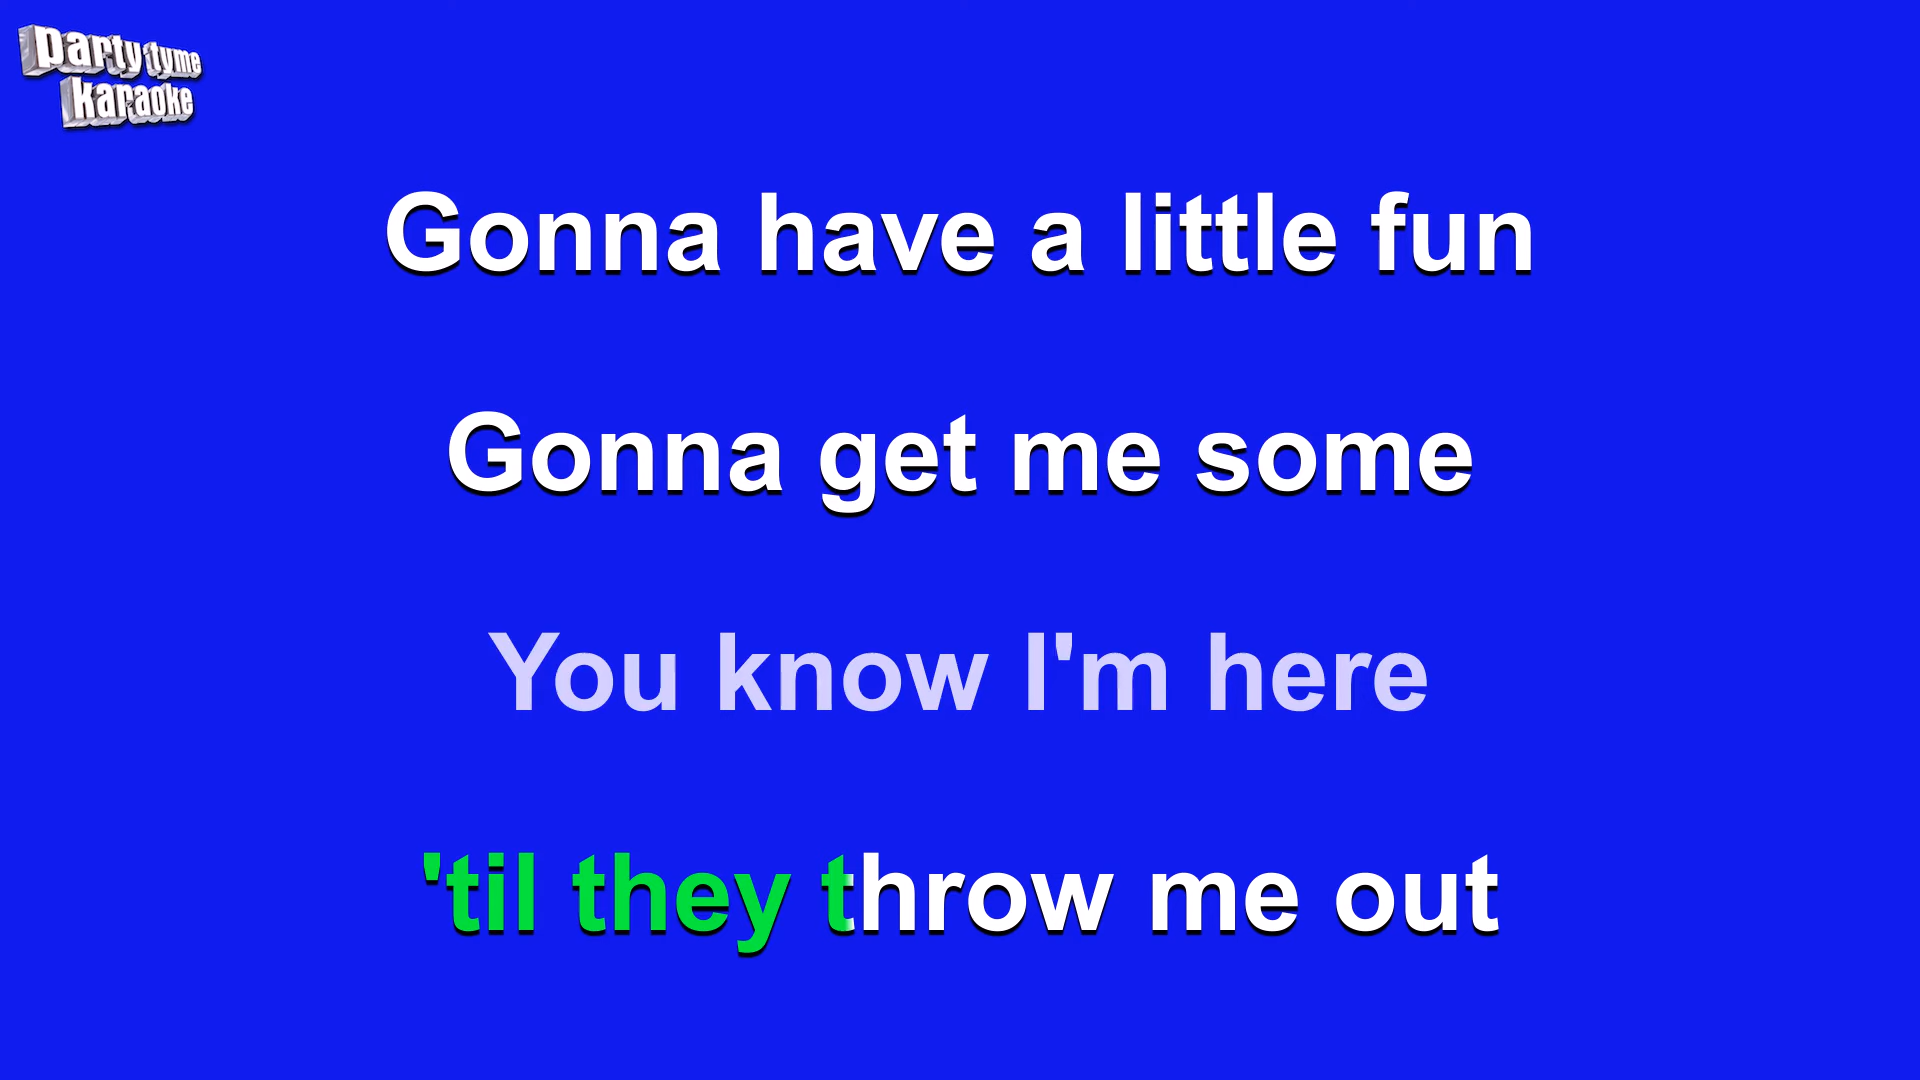 party tyme
karaoke
Gonna have a little fun
Gonna get me some
You know I'm here
'til they throw me out